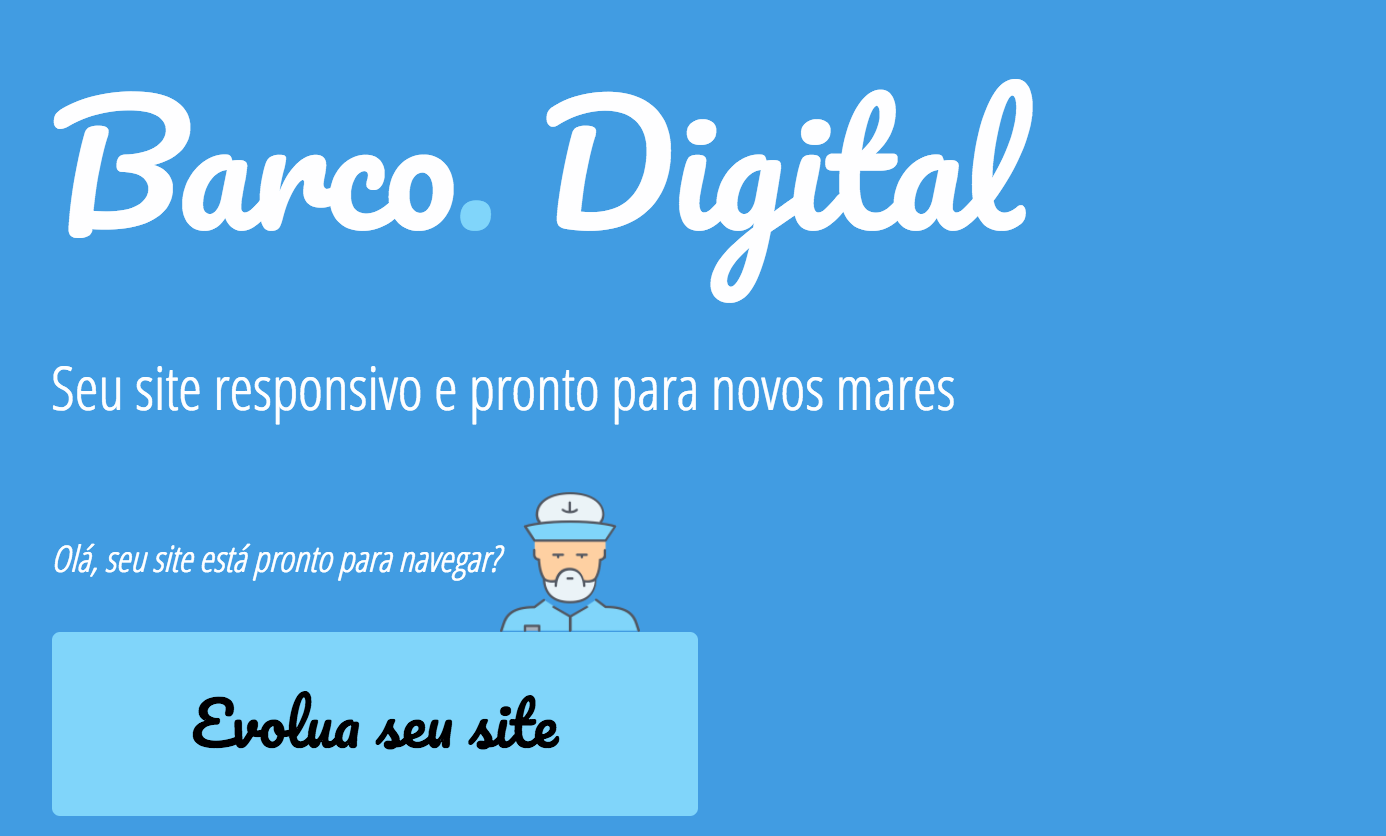 Barco. Digital
Seu site responsivo e pronto para novos mares
Olá, seu site está pronto para navegar?
Evolua seu site